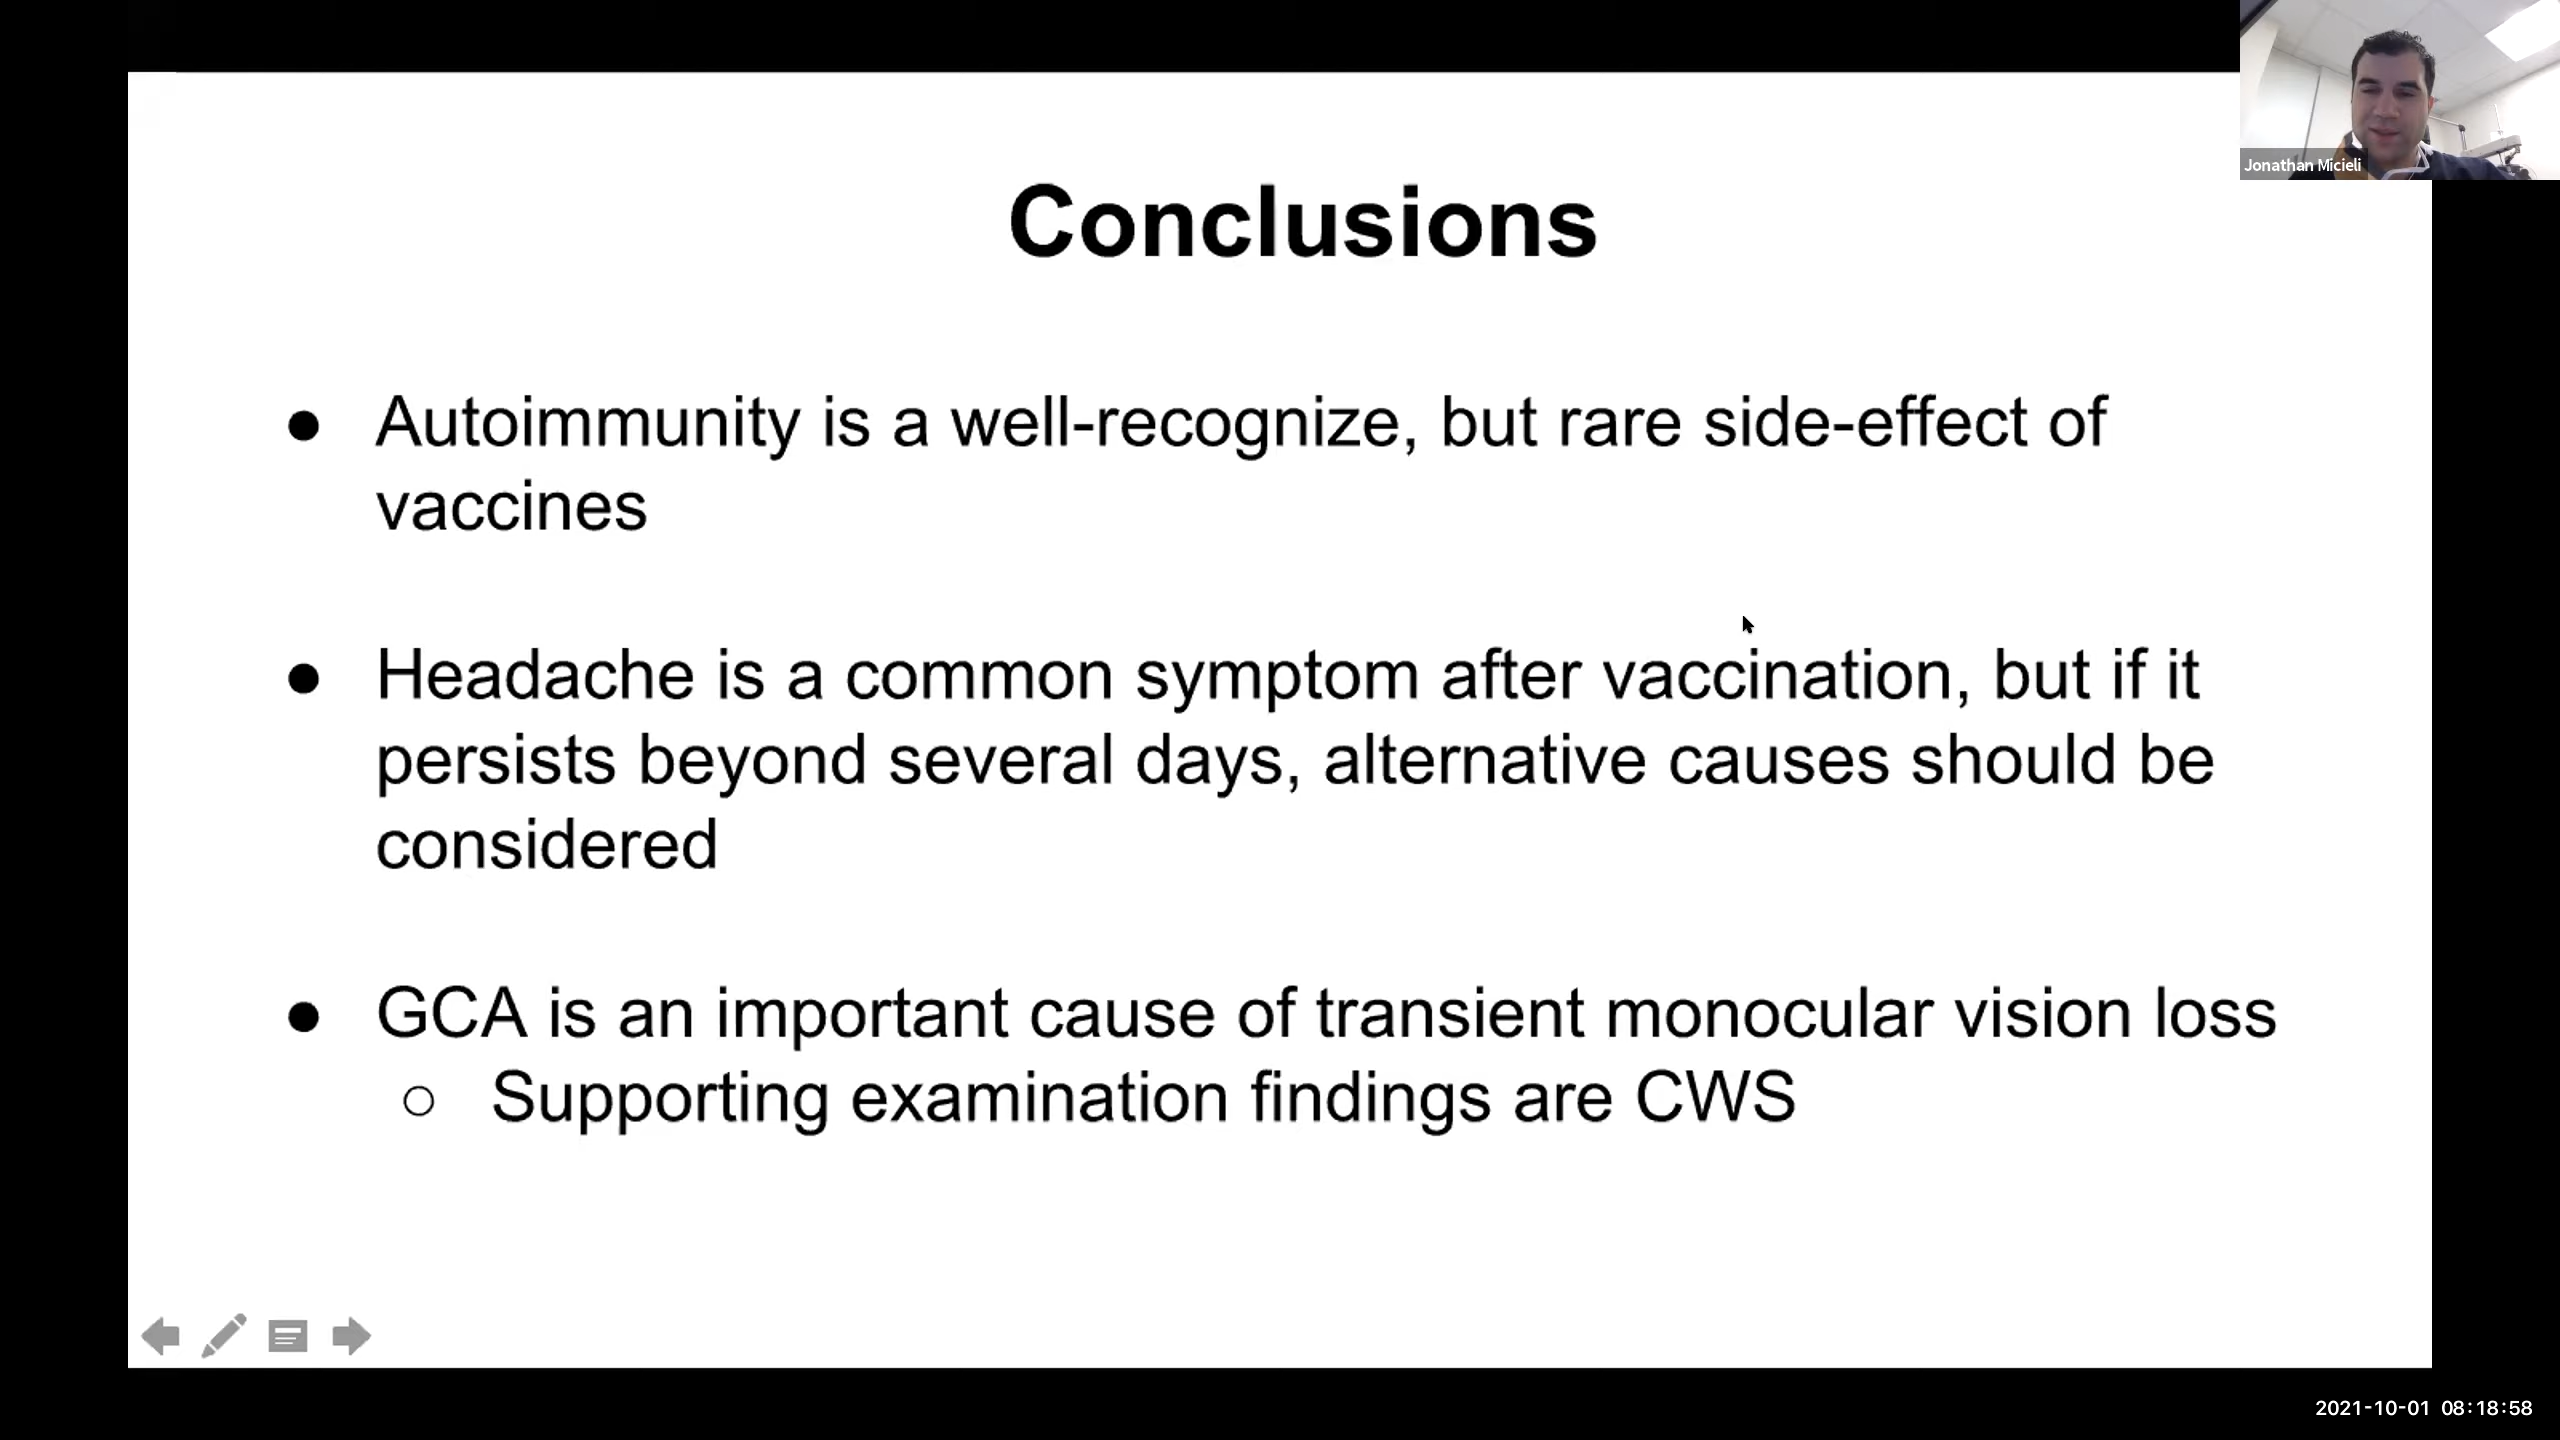 Jonathan Micieli
Conclusions
● Autoimmunity is a well-recognize, but rare side-effect of
vaccines
● Headache is a common symptom after vaccination, but if it
persists beyond several days, alternative causes should be
considered
● GCA is an important cause of transient monocular vision loss
○ Supporting examination findings are CWS
2021-10-01 08:18:58